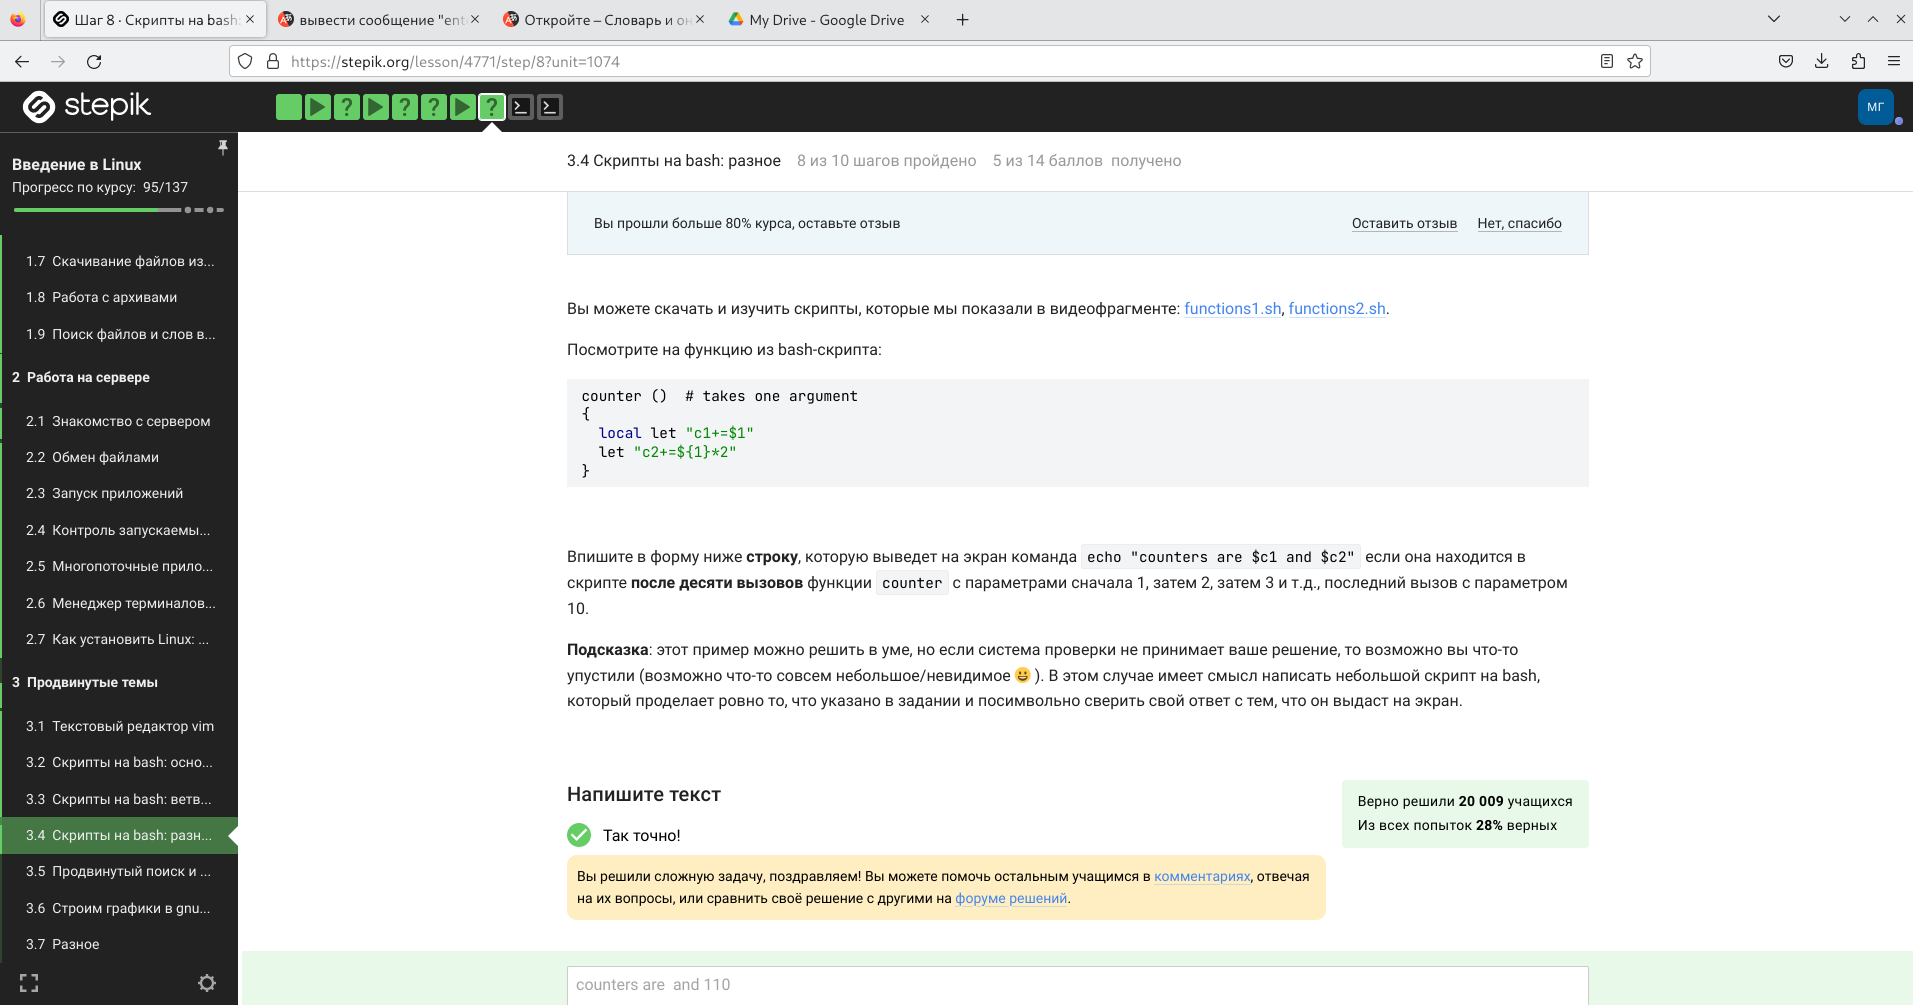 Шаг 8 · Скрипты на bash:
вывести сообщение "ent
Откройте – Словарь и он
My Drive - Google Drive
https://stepik.org/lesson/4771/step/8?unit=1074
stepik
МГ
Введение в Linux
Прогресс по курсу: 95/137
1.7 Скачивание файлов из...
1.8 Работа с архивами
1.9 Поиск файлов и слов в...
2 Работа на сервере
2.1 Знакомство с сервером
2.2 Обмен файлами
2.3 Запуск приложений
2.4 Контроль запускаемы...
2.5 Многопоточные прило...
2.6 Менеджер терминалов...
2.7 Как установить Linux: ...
3 Продвинутые темы
3.1 Текстовый редактор vim
3.2 Скрипты на bash: осно...
3.3 Скрипты на bash: ветв...
3.4 Скрипты на bash: разн...
3.5 Продвинутый поиск и ...
3.6 Строим графики в gnu...
3.7 Разное
3.4 Скрипты на bash: разное 8 из 10 шагов пройдено 5 из 14 баллов получено
Вы прошли больше 80% курса, оставьте отзыв Оставить отзыв Нет, спасибо
Вы можете скачать и изучить скрипты, которые мы показали в видеофрагменте: functions1.sh, functions2.sh.
Посмотрите на функцию из bash-скрипта:
counter ()  # takes one argument
{
  local let "c1+=$1"
  let "c2+=${1}*2"
}
Впишите в форму ниже строку, которую выведет на экран команда echo "counters are $c1 and $c2" если она находится в
скрипте после десяти вызовов функции counter с параметрами сначала 1, затем 2, затем 3 и т.д., последний вызов с параметром
10.
Подсказка: этот пример можно решить в уме, но если система проверки не принимает ваше решение, то возможно вы что-то
упустили (возможно что-то совсем небольшое/невидимое 😀). В этом случае имеет смысл написать небольшой скрипт на bash,
который проделает ровно то, что указано в задании и посимвольно сверить свой ответ с тем, что он выдаст на экран.
Напишите текст
Так точно!
Верно решили 20 009 учащихся
Из всех попыток 28% верных
Вы решили сложную задачу, поздравляем! Вы можете помочь остальным учащимся в комментариях, отвечая
на их вопросы, или сравнить своё решение с другими на форуме решений.
counters are  and 110